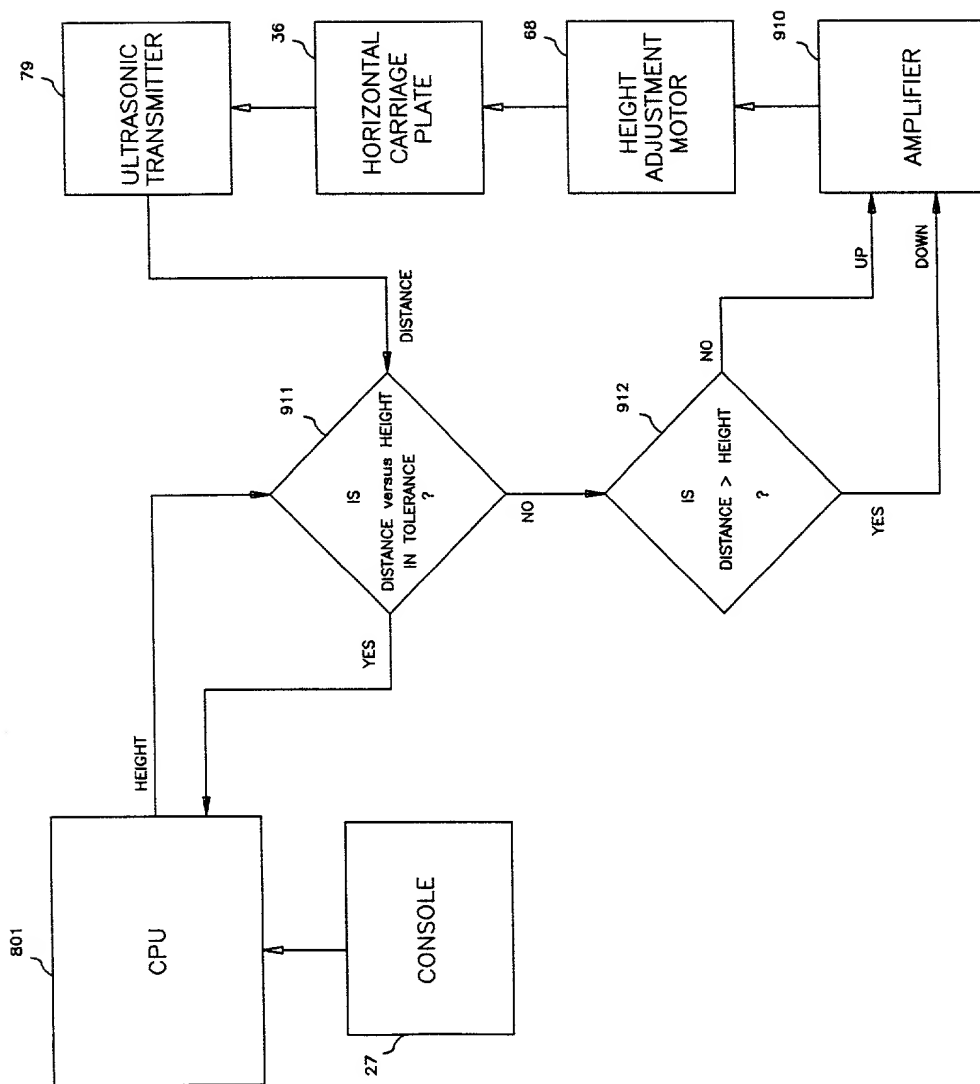 801
CPU
27
CONSOLE
HEIGHT
YES
911
IS
DISTANCE versus HEIGHT
IN TOLERANCE
?
NO
DISTANCE
912
IS
DISTANCE > HEIGHT
?
NO
YES
UP
DOWN
79
ULTRASONIC
TRANSMITTER
36
HORIZONTAL
CARRIAGE
PLATE
68
HEIGHT
ADJUSTMENT
MOTOR
910
AMPLIFIER